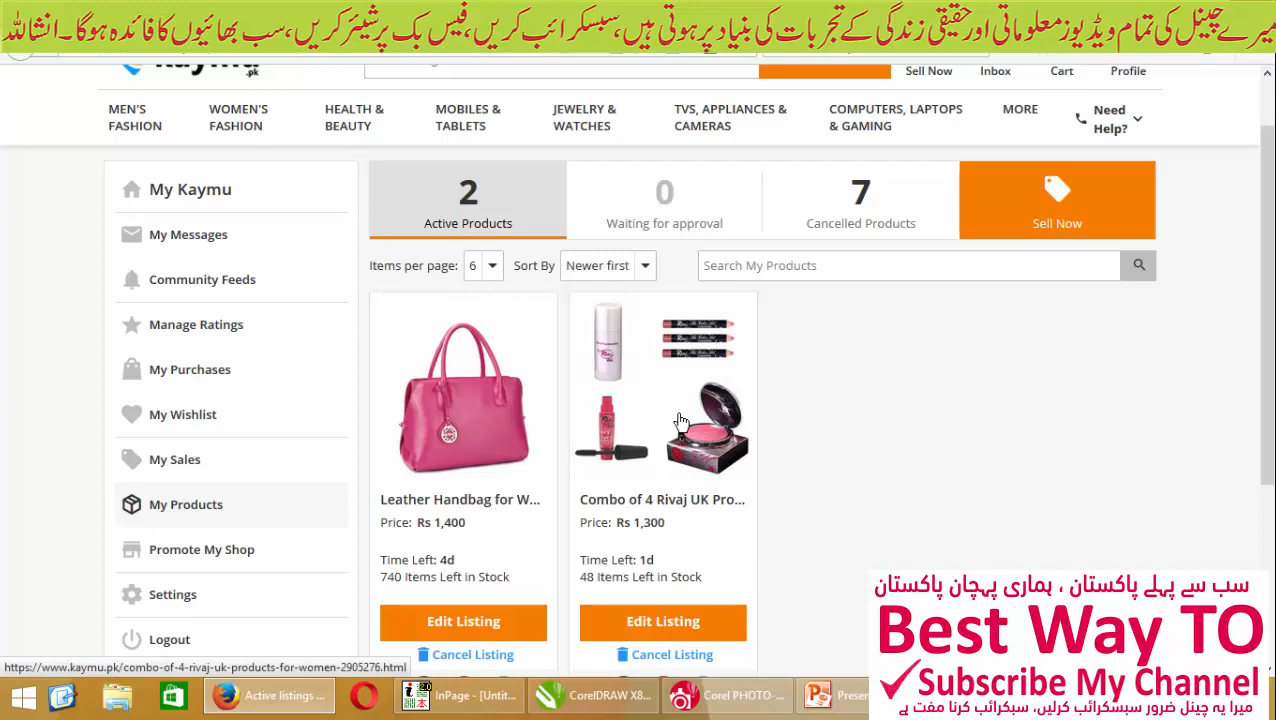 میرے چینل کی تمام ویڈیوز معلوماتی اور حقیقی زندگی کے تجربات کی بنیاد پر ہوتی ہیں، سبسکرائب کریں، فیس بک پر شیئر کریں، سب بھائیوں کا فائدہ ہوگا۔ انشااللہ
kaymu.pk
Sell Now Inbox Cart Profile
MEN'S FASHION
WOMEN'S FASHION
HEALTH & BEAUTY
MOBILES & TABLETS
JEWELRY & WATCHES
TVS, APPLIANCES & CAMERAS
COMPUTERS, LAPTOPS & GAMING
MORE
Need Help?
My Kaymu
My Messages
Community Feeds
Manage Ratings
My Purchases
My Wishlist
My Sales
My Products
Promote My Shop
Settings
Logout
2
Active Products
0
Waiting for approval
7
Cancelled Products
Sell Now
Items per page: 6 Sort By Newer first
Search My Products
Leather Handbag for W...
Price: Rs 1,400
Time Left: 4d
740 Items Left in Stock
Edit Listing
Cancel Listing
Combo of 4 Rivaj UK Pro...
Price: Rs 1,300
Time Left: 1d
48 Items Left in Stock
Edit Listing
Cancel Listing
سب سے پہلے پاکستان ، ہماری پہچان پاکستان
Best Way TO
Subscribe My Channel
میرا یہ چینل ضرور سبسکرائب کرلیں، سبکرائب کرنا مفت ہے
https://www.kaymu.pk/combo-of-4-rivaj-uk-products-for-women-2905276.html
Active listings ...
InPage - [Untit...
CorelDRAW X8...
Corel PHOTO-...
Presen